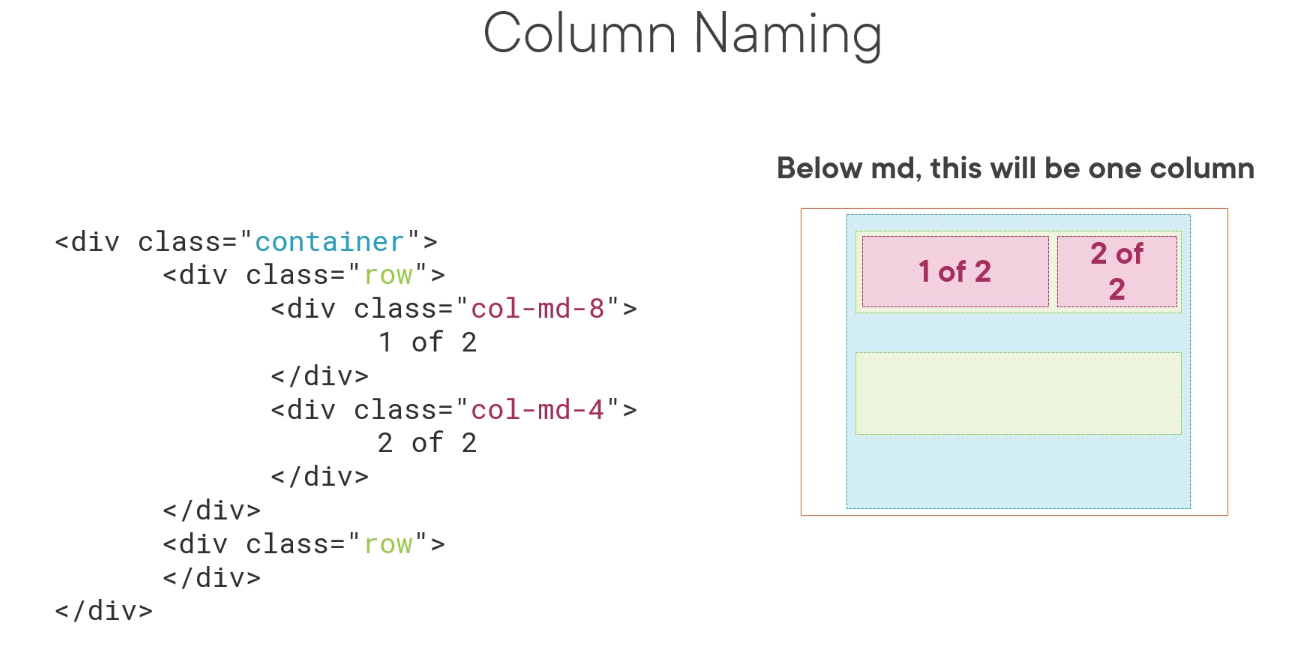 Column Naming
Below md, this will be one column
<div class="container">
<div class="row">
<div class="col-md-8">
1 of 2
</div>
<div class="col-md-4">
2 of 2
</div>
</div>
<div class="row">
</div>
</div>
1 of 2
2 of
2